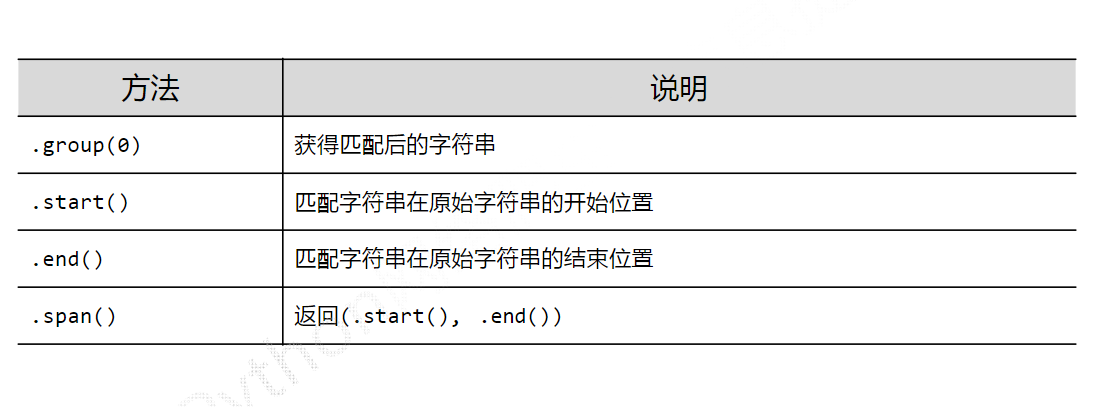 方法 说明
.group(0) 获得匹配后的字符串
.start() 匹配字符串在原始字符串的开始位置
.end() 匹配字符串在原始字符串的结束位置
.span() 返回(.start(), .end())